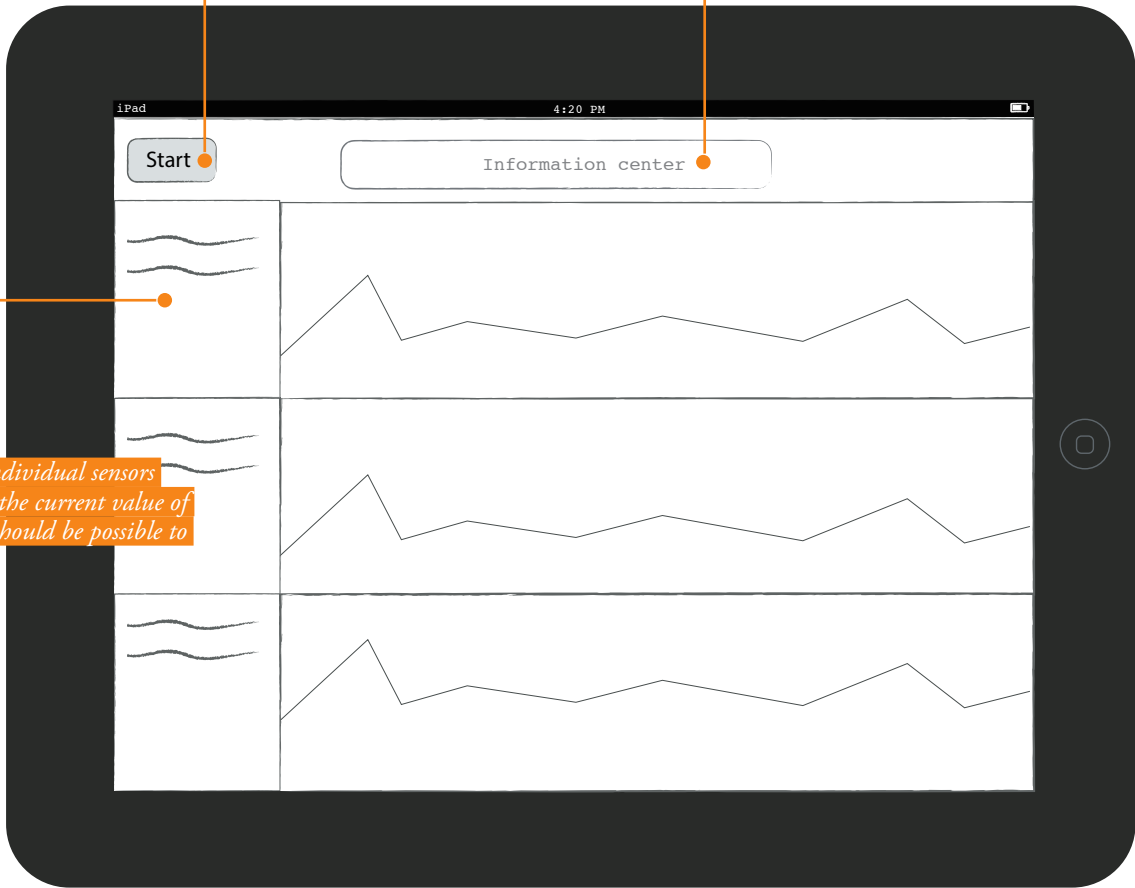 iPad 4:20 PM
Start Information center
dividual sensors
the current value of
hould be possible to